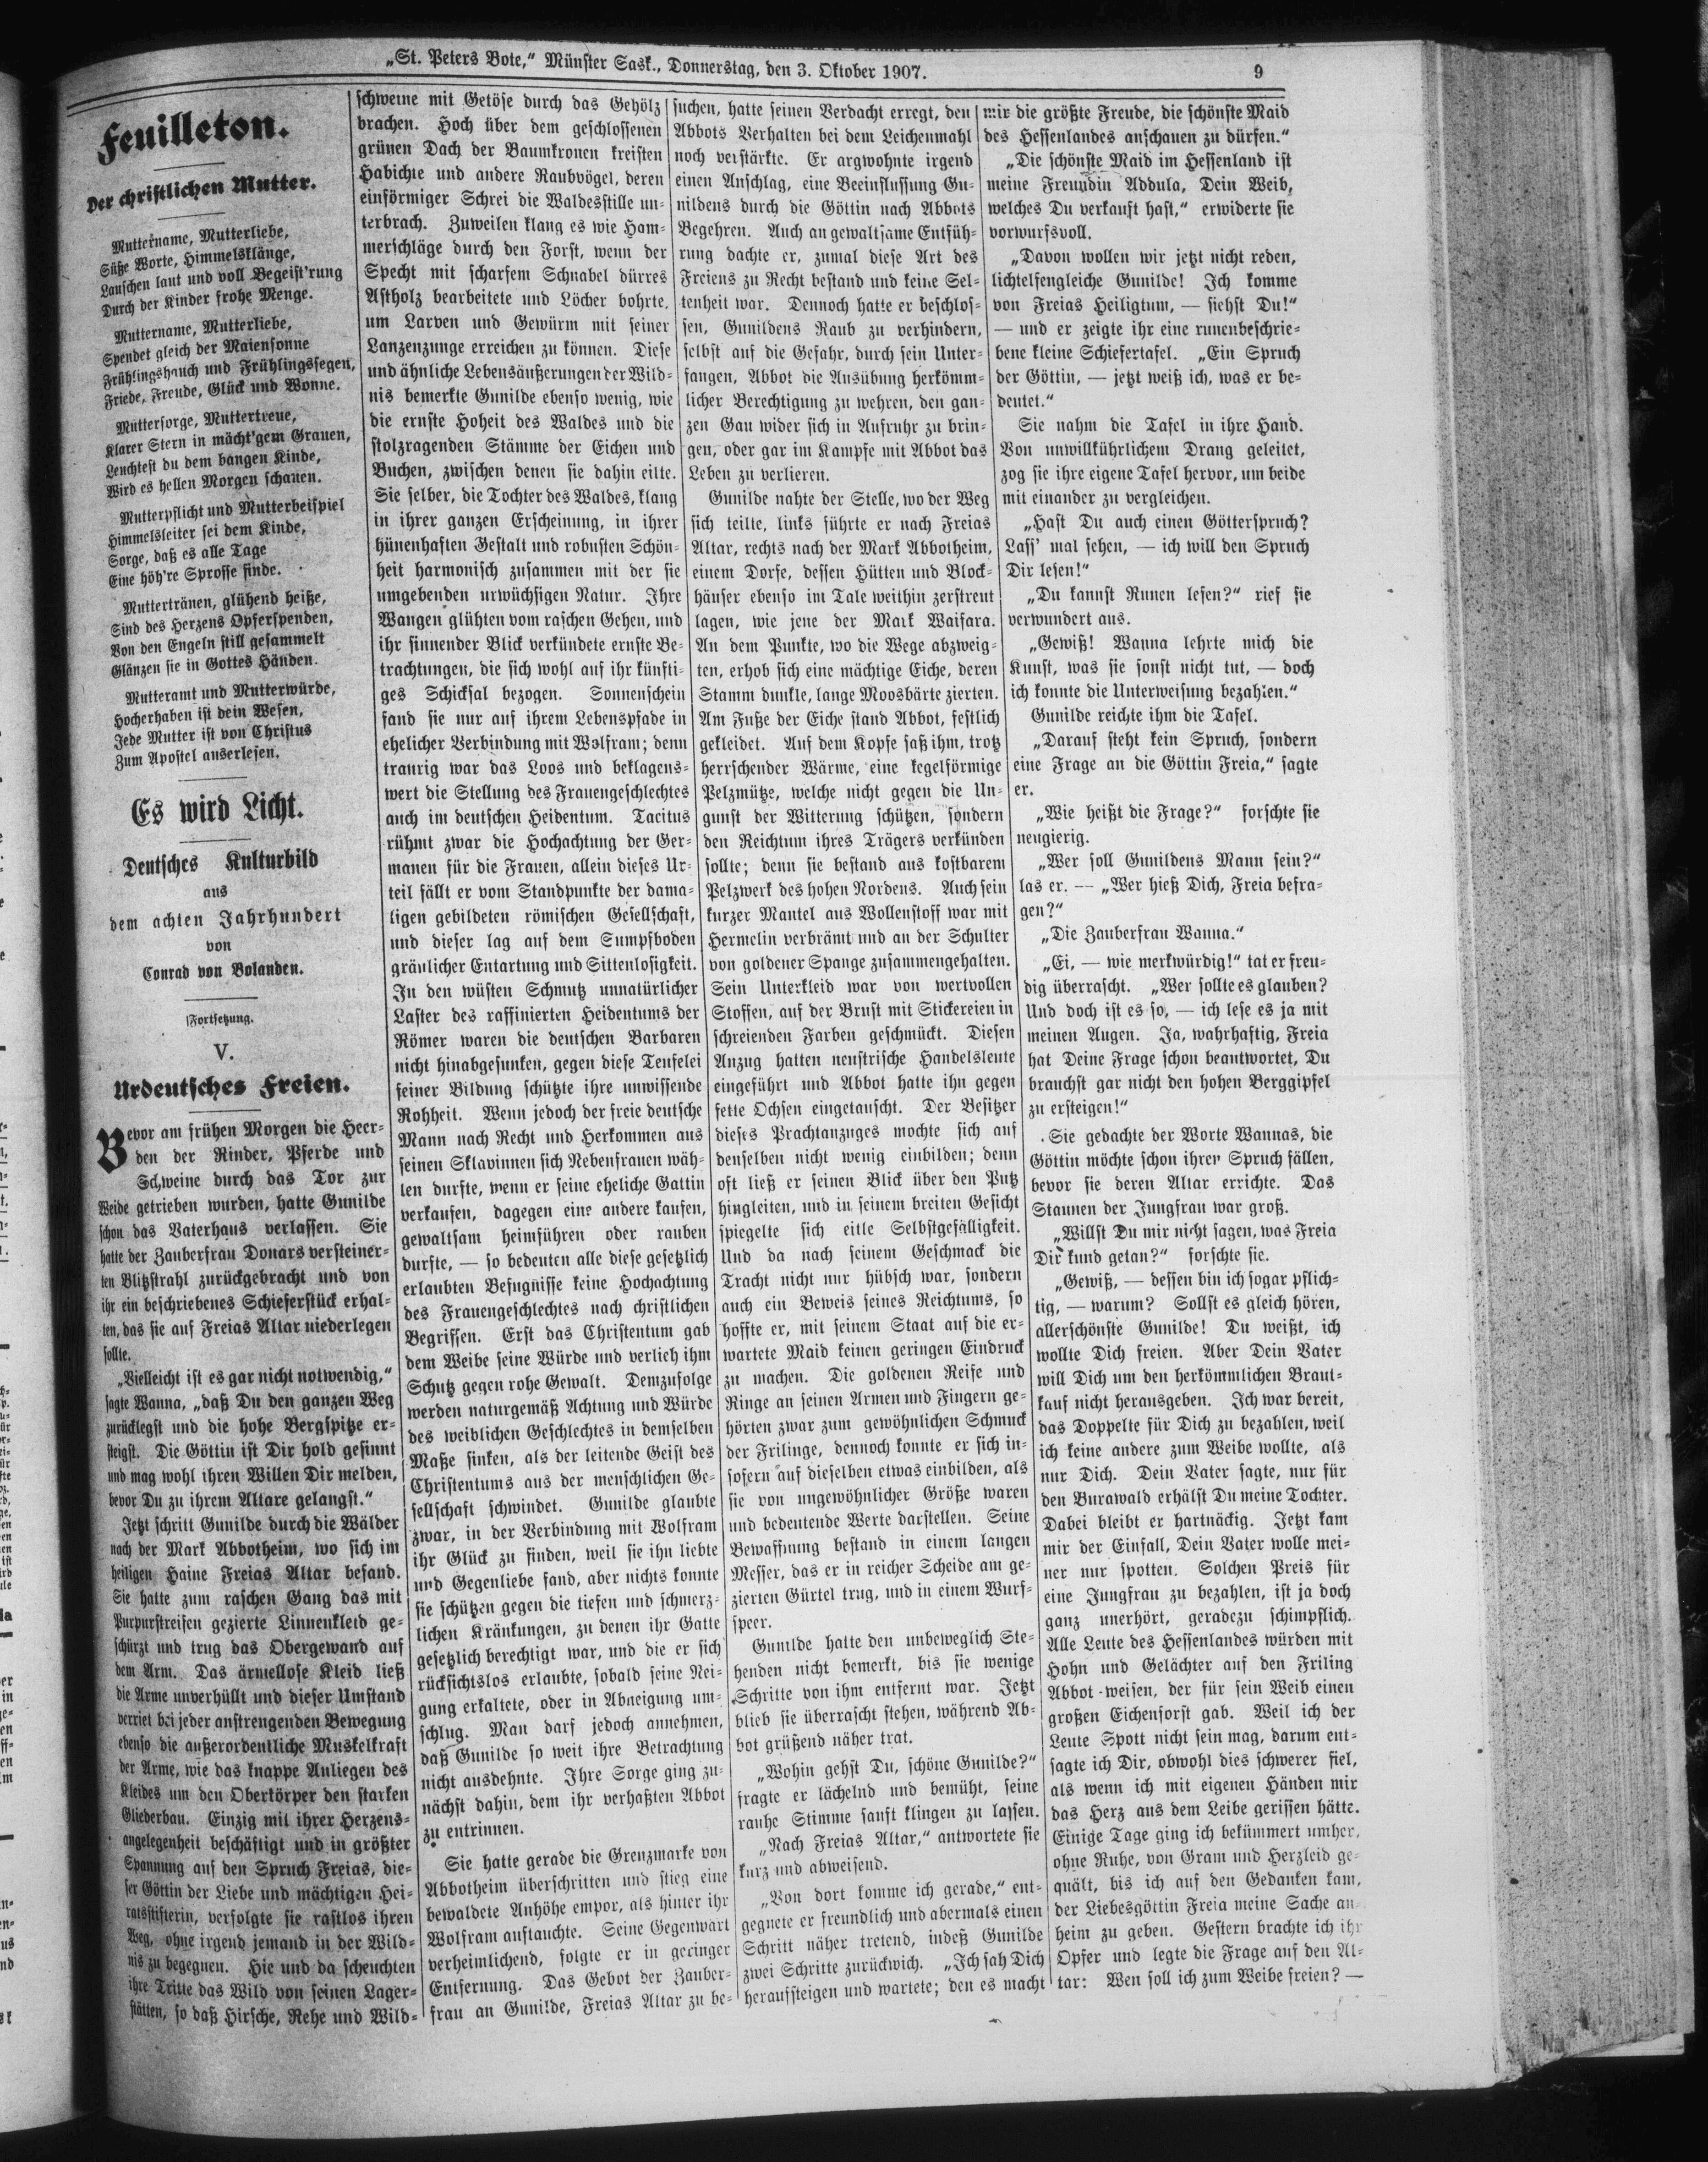 „St. Peters Bote,“ Münster Sask., Donnerstag, den 3. Oktober 1907.
9
Feuilleton.
Der christlichen Mutter.
Muttername, Mutterliebe,
Süße Worte, Himmelsklänge,
Lauschen laut und voll Begeist'rung
Durch der Kinder frohe Menge.
Muttername, Mutterliebe,
Spendet gleich der Maiensonne
Frühlingshauch und Frühlingssegen,
Friede, Freude, Glück und Wonne.
Muttersorge, Muttertreue,
Klarer Stern in mächt'gem Grauen,
Leuchtest du dem bangen Kinde,
Wird es hellen Morgen schauen.
Mutterpflicht und Mutterbeispiel
Himmelsleiter sei dem Kinde,
Sorge, daß es alle Tage
Eine höh're Sprosse finde.
Muttertränen, glühend heiße,
Sind des Herzens Opferspenden,
Von den Engeln still gesammelt
Glänzen sie in Gottes Händen.
Mutteramt und Mutterwürde,
Hocherhaben ist dein Wesen,
Jede Mutter ist von Christus
Zum Apostel auserlesen.
Es wird Licht.
Deutsches Kulturbild
aus
dem achten Jahrhundert
von
Conrad von Bolanden.
(Fortsetzung.
V.
Urdeutsches Freien.
Bevor am frühen Morgen die Heer-
den der Rinder, Pferde und
Schweine durch das Tor zur
Weide getrieben wurden, hatte Gunilde
schon das Vaterhaus verlassen. Sie
hatte der Zauberfrau Donars versteiner-
ten Blitzstrahl zurückgebracht und von
ihr ein beschriebenes Schieferstück erhal-
ten, das sie auf Freias Altar niederlegen
sollte.
„Vielleicht ist es gar nicht notwendig,“
sagte Wanna, „daß Du den ganzen Weg
zurücklegst und die hohe Bergspitze er-
steigst. Die Göttin ist Dir hold gesinnt
und mag wohl ihren Willen Dir melden,
bevor Du zu ihrem Altare gelangst.“
Jetzt schritt Gunilde durch die Wälder
nach der Mark Abbotheim, wo sich im
heiligen Haine Freias Altar befand.
Sie hatte zum raschen Gang das mit
Purpurstreifen gezierte Linnenkleid ge-
schürzt und trug das Obergewand auf
dem Arm. Das ärmellose Kleid ließ
die Arme unverhüllt und dieser Umstand
verriet bei jeder anstrengenden Bewegung
ebenso die außerordentliche Muskelkraft
der Arme, wie das knappe Anliegen des
Kleides um den Oberkörper den starken
Gliederbau. Einzig mit ihrer Herzens-
angelegenheit beschäftigt und in größter
Spannung auf den Spruch Freias, die-
ser Göttin der Liebe und mächtigen Hei-
ratsstifterin, verfolgte sie rastlos ihren
Weg, ohne irgend jemand in der Wild-
nis zu begegnen. Hie und da scheuchten
ihre Tritte das Wild von seinen Lager-
stätten, so daß Hirsche, Rehe und Wild-
schweine mit Getöse durch das Gehölz
brachen. Hoch über dem geschlossenen
grünen Dach der Baumkronen kreisten
Habichte und andere Raubvögel, deren
einförmiger Schrei die Waldesstille un-
terbrach. Zuweilen klang es wie Ham-
merschläge durch den Forst, wenn der
Specht mit scharfem Schnabel dürres
Astholz bearbeitete und Löcher bohrte,
um Larven und Gewürm mit seiner
Lanzenzunge erreichen zu können. Diese
und ähnliche Lebensäußerungen der Wild-
nis bemerkte Gunilde ebenso wenig, wie
die ernste Hoheit des Waldes und die
stolzragenden Stämme der Eichen und
Buchen, zwischen denen sie dahin eilte.
Sie selber, die Tochter des Waldes, klang
in ihrer ganzen Erscheinung, in ihrer
hünenhaften Gestalt und robusten Schön-
heit harmonisch zusammen mit der sie
umgebenden urwüchsigen Natur. Ihre
Wangen glühten vom raschen Gehen, und
ihr sinnender Blick verkündete ernste Be-
trachtungen, die sich wohl auf ihr künfti-
ges Schicksal bezogen. Sonnenschein
fand sie nur auf ihrem Lebenspfade in
ehelicher Verbindung mit Wolfram; denn
traurig war das Loos und beklagens-
wert die Stellung des Frauengeschlechtes
auch im deutschen Heidentum. Tacitus
rühmt zwar die Hochachtung der Ger-
manen für die Frauen, allein dieses Ur-
teil fällt er vom Standpunkte der dama-
ligen gebildeten römischen Gesellschaft,
und dieser lag auf dem Sumpfboden
gräulicher Entartung und Sittenlosigkeit.
In den wüsten Schmutz unnatürlicher
Laster des raffinierten Heidentums der
Römer waren die deutschen Barbaren
nicht hinabgesunken, gegen diese Teufelei
feiner Bildung schützte ihre unwissende
Rohheit. Wenn jedoch der freie deutsche
Mann nach Recht und Herkommen aus
seinen Sklavinnen sich Nebenfrauen wäh-
len durfte, wenn er seine eheliche Gattin
verkaufen, dagegen eine andere kaufen,
gewaltsam heimführen oder rauben
durfte, — so bedeuten alle diese gesetzlich
erlaubten Befugnisse keine Hochachtung
des Frauengeschlechtes nach christlichen
Begriffen. Erst das Christentum gab
dem Weibe seine Würde und verlieh ihm
Schutz gegen rohe Gewalt. Demzufolge
werden naturgemäß Achtung und Würde
des weiblichen Geschlechtes in demselben
Maße sinken, als der leitende Geist des
Christentums aus der menschlichen Ge-
sellschaft schwindet. Gunilde glaubte
zwar, in der Verbindung mit Wolfram
ihr Glück zu finden, weil sie ihn liebte
und Gegenliebe fand, aber nichts konnte
sie schützen gegen die tiefen und schmerz-
lichen Kränkungen, zu denen ihr Gatte
gesetzlich berechtigt war, und die er sich
rücksichtslos erlaubte, sobald seine Nei-
gung erkaltete, oder in Abneigung um-
schlug. Man darf jedoch annehmen,
daß Gunilde so weit ihre Betrachtung
nicht ausdehnte. Ihre Sorge ging zu-
nächst dahin, dem ihr verhaßten Abbot
zu entrinnen.
Sie hatte gerade die Grenzmarke von
Abbotheim überschritten und stieg eine
bewaldete Anhöhe empor, als hinter ihr
Wolfram auftauchte. Seine Gegenwart
verheimlichend, folgte er in geringer
Entfernung. Das Gebot der Zauber-
frau an Gunilde, Freias Altar zu be-
suchen, hatte seinen Verdacht erregt, den
Abbots Verhalten bei dem Leichenmahl
noch verstärkte. Er argwohnte irgend
einen Anschlag, eine Beeinflussung Gu-
nildens durch die Göttin nach Abbots
Begehren. Auch an gewaltsame Entfüh-
rung dachte er, zumal diese Art des
Freiens zu Recht bestand und keine Sel-
tenheit war. Dennoch hatte er beschlos-
sen, Gunildens Raub zu verhindern,
selbst auf die Gefahr, durch sein Unter-
fangen, Abbot die Ausübung herkömm-
licher Berechtigung zu wehren, den gan-
zen Gau wider sich in Aufruhr zu brin-
gen, oder gar im Kampfe mit Abbot das
Leben zu verlieren.
Gunilde nahte der Stelle, wo der Weg
sich teilte, links führte er nach Freias
Altar, rechts nach der Mark Abbotheim,
einem Dorfe, dessen Hütten und Block-
häuser ebenso im Tale weithin zerstreut
lagen, wie jene der Mark Waifara.
An dem Punkte, wo die Wege abzweig-
ten, erhob sich eine mächtige Eiche, deren
Stamm dunkle, lange Moosbärte zierten.
Am Fuße der Eiche stand Abbot, festlich
gekleidet. Auf dem Kopfe saß ihm, trotz
herrschender Wärme, eine kegelförmige
Pelzmütze, welche nicht gegen die Un-
gunst der Witterung schützen, sondern
den Reichtum ihres Trägers verkünden
sollte; denn sie bestand aus kostbarem
Pelzwerk des hohen Nordens. Auch sein
kurzer Mantel aus Wollenstoff war mit
Hermelin verbrämt und an der Schulter
von goldener Spange zusammengehalten.
Sein Unterkleid war von wertvollen
Stoffen, auf der Brust mit Stickereien in
schreienden Farben geschmückt. Diesen
Anzug hatten neustrische Handelsleute
eingeführt und Abbot hatte ihn gegen
fette Ochsen eingetauscht. Der Besitzer
dieses Prachtanzuges mochte sich auf
denselben nicht wenig einbilden; denn
oft ließ er seinen Blick über den Putz
hingleiten, und in seinem breiten Gesicht
spiegelte sich eitle Selbstgefälligkeit.
Und da nach seinem Geschmack die
Tracht nicht nur hübsch war, sondern
auch ein Beweis seines Reichtums, so
hoffte er, mit seinem Staat auf die er-
wartete Maid keinen geringen Eindruck
zu machen. Die goldenen Reife und
Ringe an seinen Armen und Fingern ge-
hörten zwar zum gewöhnlichen Schmuck
der Frilinge, dennoch konnte er sich in-
sofern auf dieselben etwas einbilden, als
sie von ungewöhnlicher Größe waren
und bedeutende Werte darstellen. Seine
Bewaffnung bestand in einem langen
Messer, das er in reicher Scheide am ge-
zierten Gürtel trug, und in einem Wurf-
speer.
Gunilde hatte den unbeweglich Ste-
henden nicht bemerkt, bis sie wenige
Schritte von ihm entfernt war. Jetzt
blieb sie überrascht stehen, während Ab-
bot grüßend näher trat.
„Wohin gehst Du, schöne Gunilde?“
fragte er lächelnd und bemüht, seine
rauhe Stimme sanft klingen zu lassen.
„Nach Freias Altar,“ antwortete sie
kurz und abweisend.
„Von dort komme ich gerade,“ ent-
gegnete er freundlich und abermals einen
Schritt näher tretend, indeß Gunilde
zwei Schritte zurückwich. „Ich sah Dich
heraufsteigen und wartete; den es macht
mir die größte Freude, die schönste Maid
des Hessenlandes anschauen zu dürfen.“
„Die schönste Maid im Hessenland ist
meine Freundin Addula, Dein Weib,
welches Du verkauft hast,“ erwiderte sie
vorwurfsvoll.
„Davon wollen wir jetzt nicht reden,
lichtelfengleiche Gunilde! Ich komme
von Freias Heiligtum, — siehst Du!“
— und er zeigte ihr eine runenbeschrie-
bene kleine Schiefertafel. „Ein Spruch
der Göttin, — jetzt weiß ich, was er be-
deutet.“
Sie nahm die Tafel in ihre Hand.
Von unwillkührlichem Drang geleitet,
zog sie ihre eigene Tafel hervor, um beide
mit einander zu vergleichen.
„Hast Du auch einen Götterspruch?
Lass' mal sehen, — ich will den Spruch
Dir lesen!“
„Du kannst Runen lesen?“ rief sie
verwundert aus.
„Gewiß! Wanna lehrte mich die
Kunst, was sie sonst nicht tut, — doch
ich konnte die Unterweisung bezahlen.“
Gunilde reichte ihm die Tafel.
„Darauf steht kein Spruch, sondern
eine Frage an die Göttin Freia,“ sagte
er.
„Wie heißt die Frage?“ forschte sie
neugierig.
„Wer soll Gunildens Mann sein?“
las er. — „Wer hieß Dich, Freia befra-
gen?“
„Die Zauberfrau Wanna.“
„Ei, — wie merkwürdig!“ tat er freu-
dig überrascht. „Wer sollte es glauben?
Und doch ist es so, — ich lese es ja mit
meinen Augen. Ja, wahrhaftig, Freia
hat Deine Frage schon beantwortet, Du
brauchst gar nicht den hohen Berggipfel
zu ersteigen!“
Sie gedachte der Worte Wannas, die
Göttin möchte schon ihren Spruch fällen,
bevor sie deren Altar errichte. Das
Staunen der Jungfrau war groß.
„Willst Du mir nicht sagen, was Freia
Dir kund getan?“ forschte sie.
„Gewiß, — dessen bin ich sogar pflich-
tig, — warum? Sollst es gleich hören,
allerschönste Gunilde! Du weißt, ich
wollte Dich freien. Aber Dein Vater
will Dich um den herkömmlichen Braut-
kauf nicht herausgeben. Ich war bereit,
das Doppelte für Dich zu bezahlen, weil
ich keine andere zum Weibe wollte, als
nur Dich. Dein Vater sagte, nur für
den Burawald erhälst Du meine Tochter.
Dabei bleibt er hartnäckig. Jetzt kam
mir der Einfall, Dein Vater wolle mei-
ner nur spotten. Solchen Preis für
eine Jungfrau zu bezahlen, ist ja doch
ganz unerhört, geradezu schimpflich.
Alle Leute des Hessenlandes würden mit
Hohn und Gelächter auf den Friling
Abbot weisen, der für sein Weib einen
großen Eichenforst gab. Weil ich der
Leute Spott nicht sein mag, darum ent-
sagte ich Dir, obwohl dies schwerer fiel,
als wenn ich mit eigenen Händen mir
das Herz aus dem Leibe gerissen hätte.
Einige Tage ging ich bekümmert umher,
ohne Ruhe, von Gram und Herzleid ge-
quält, bis ich auf den Gedanken kam,
der Liebesgöttin Freia meine Sache an-
heim zu geben. Gestern brachte ich ihr
Opfer und legte die Frage auf den Al-
tar: Wen soll ich zum Weibe freien? —